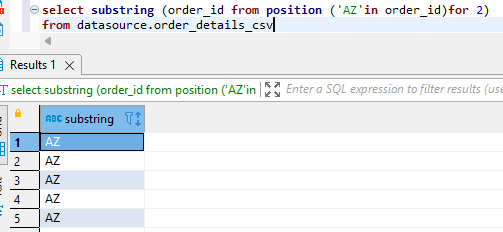 select substring (order_id from position ('AZ'in order_id)for 2)
from datasource.order_details_csv
Results 1
select substring (order_id from position ('AZ'in
Enter a SQL expression to filter results (use
ABC substring
1 AZ
2 AZ
3 AZ
4 AZ
5 AZ